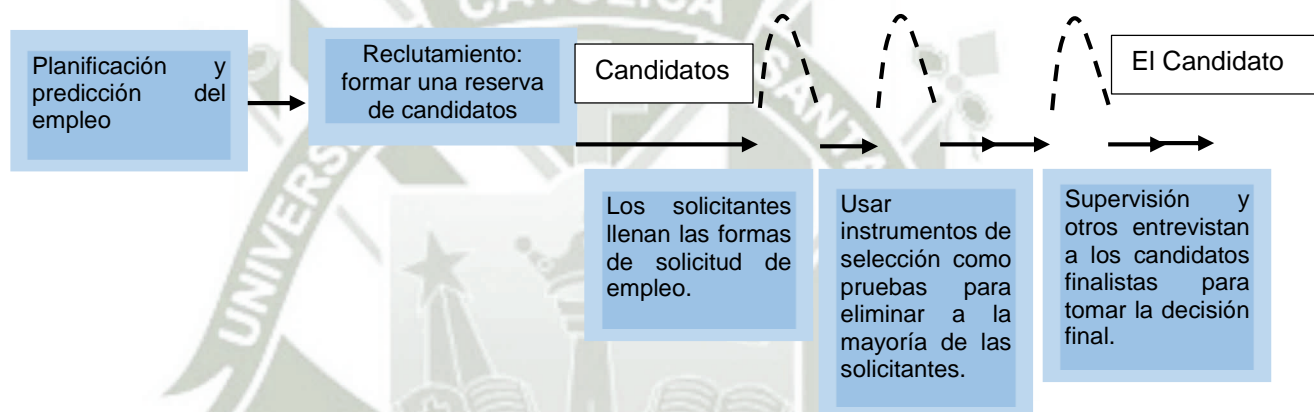 Planificación y
predicción del
empleo
Reclutamiento:
formar una reserva
de candidatos
Candidatos
El Candidato
Los solicitantes
llenan las formas
de solicitud de
empleo.
Usar
instrumentos de
selección como
pruebas para
eliminar a la
mayoría de las
solicitantes.
Supervisión y
otros entrevistan
a los candidatos
finalistas para
tomar la decisión
final.
CATÓLICA
SANTA